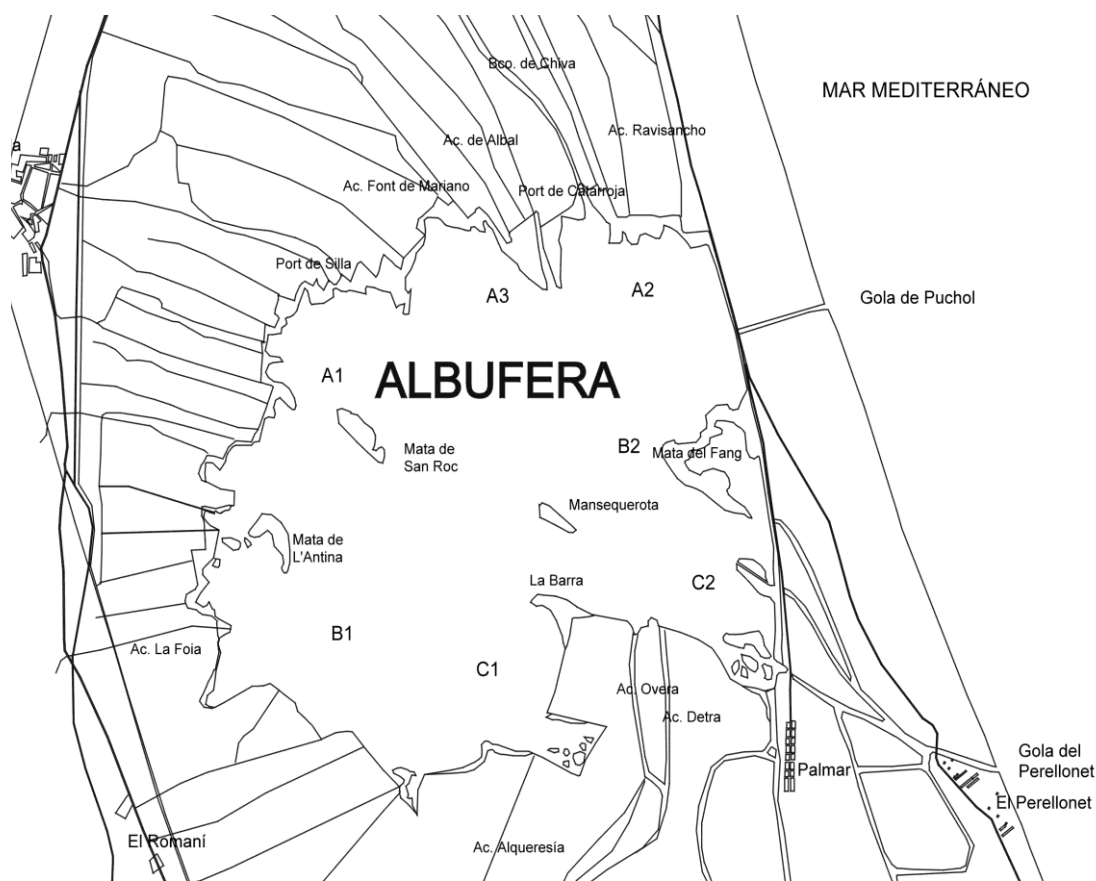 Bco. de Chiva
MAR MEDITERRÁNEO
Ac. Ravisancho
a
Ac. de Albal
Ac. Font de Mariano
Port de Catarroja
Port de Silla
A3
A2
Gola de Puchol
A1
ALBUFERA
B2
Mata de
San Roc
Mata del Fang
Mansequerota
Mata de
L'Antina
La Barra
C2
B1
Ac. La Foia
C1
Ac. Overa
Ac. Detra
Palmar
Gola del
Perellonet
El Perellonet
El Romaní
Ac. Alqueresía